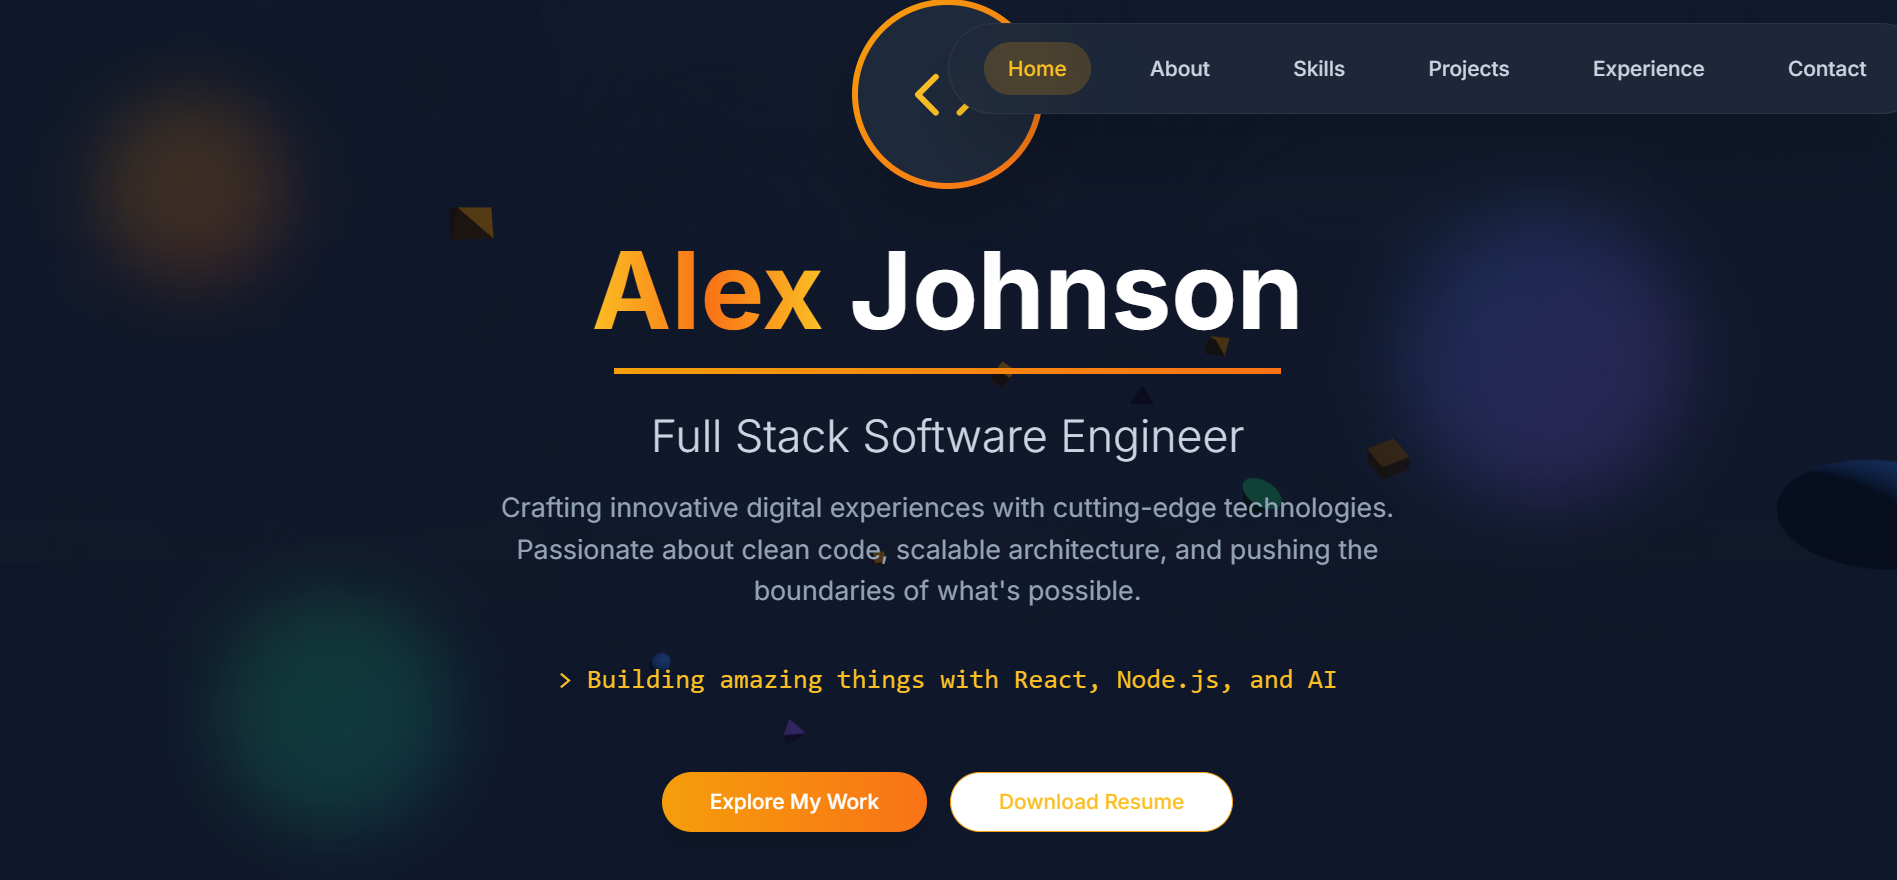 Home About Skills Projects Experience Contact
Alex Johnson
Full Stack Software Engineer
Crafting innovative digital experiences with cutting-edge technologies.
Passionate about clean code, scalable architecture, and pushing the
boundaries of what's possible.
> Building amazing things with React, Node.js, and AI
Explore My Work Download Resume